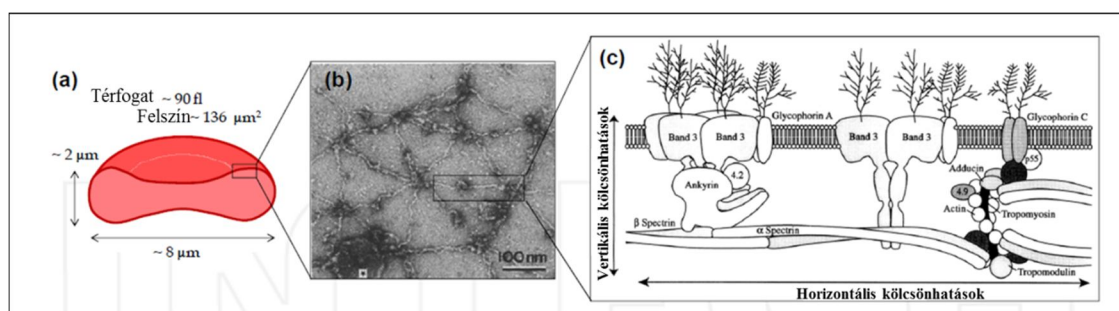 (a)
Térfogat ~ 90 fl
Felszín~ 136 µm²
~ 2 µm
~ 8 µm
(b)
100 nm
(c)
Vertikális kölcsönhatások
Glycophorin A
Glycophorin C
Band 3
Band 3
Band 3
Band 3
p55
Adducin
4.2
4.9
Ankyrin
Actin
Tropomyosin
β Spectrin
α Spectrin
Tropomodulin
Horizontális kölcsönhatások